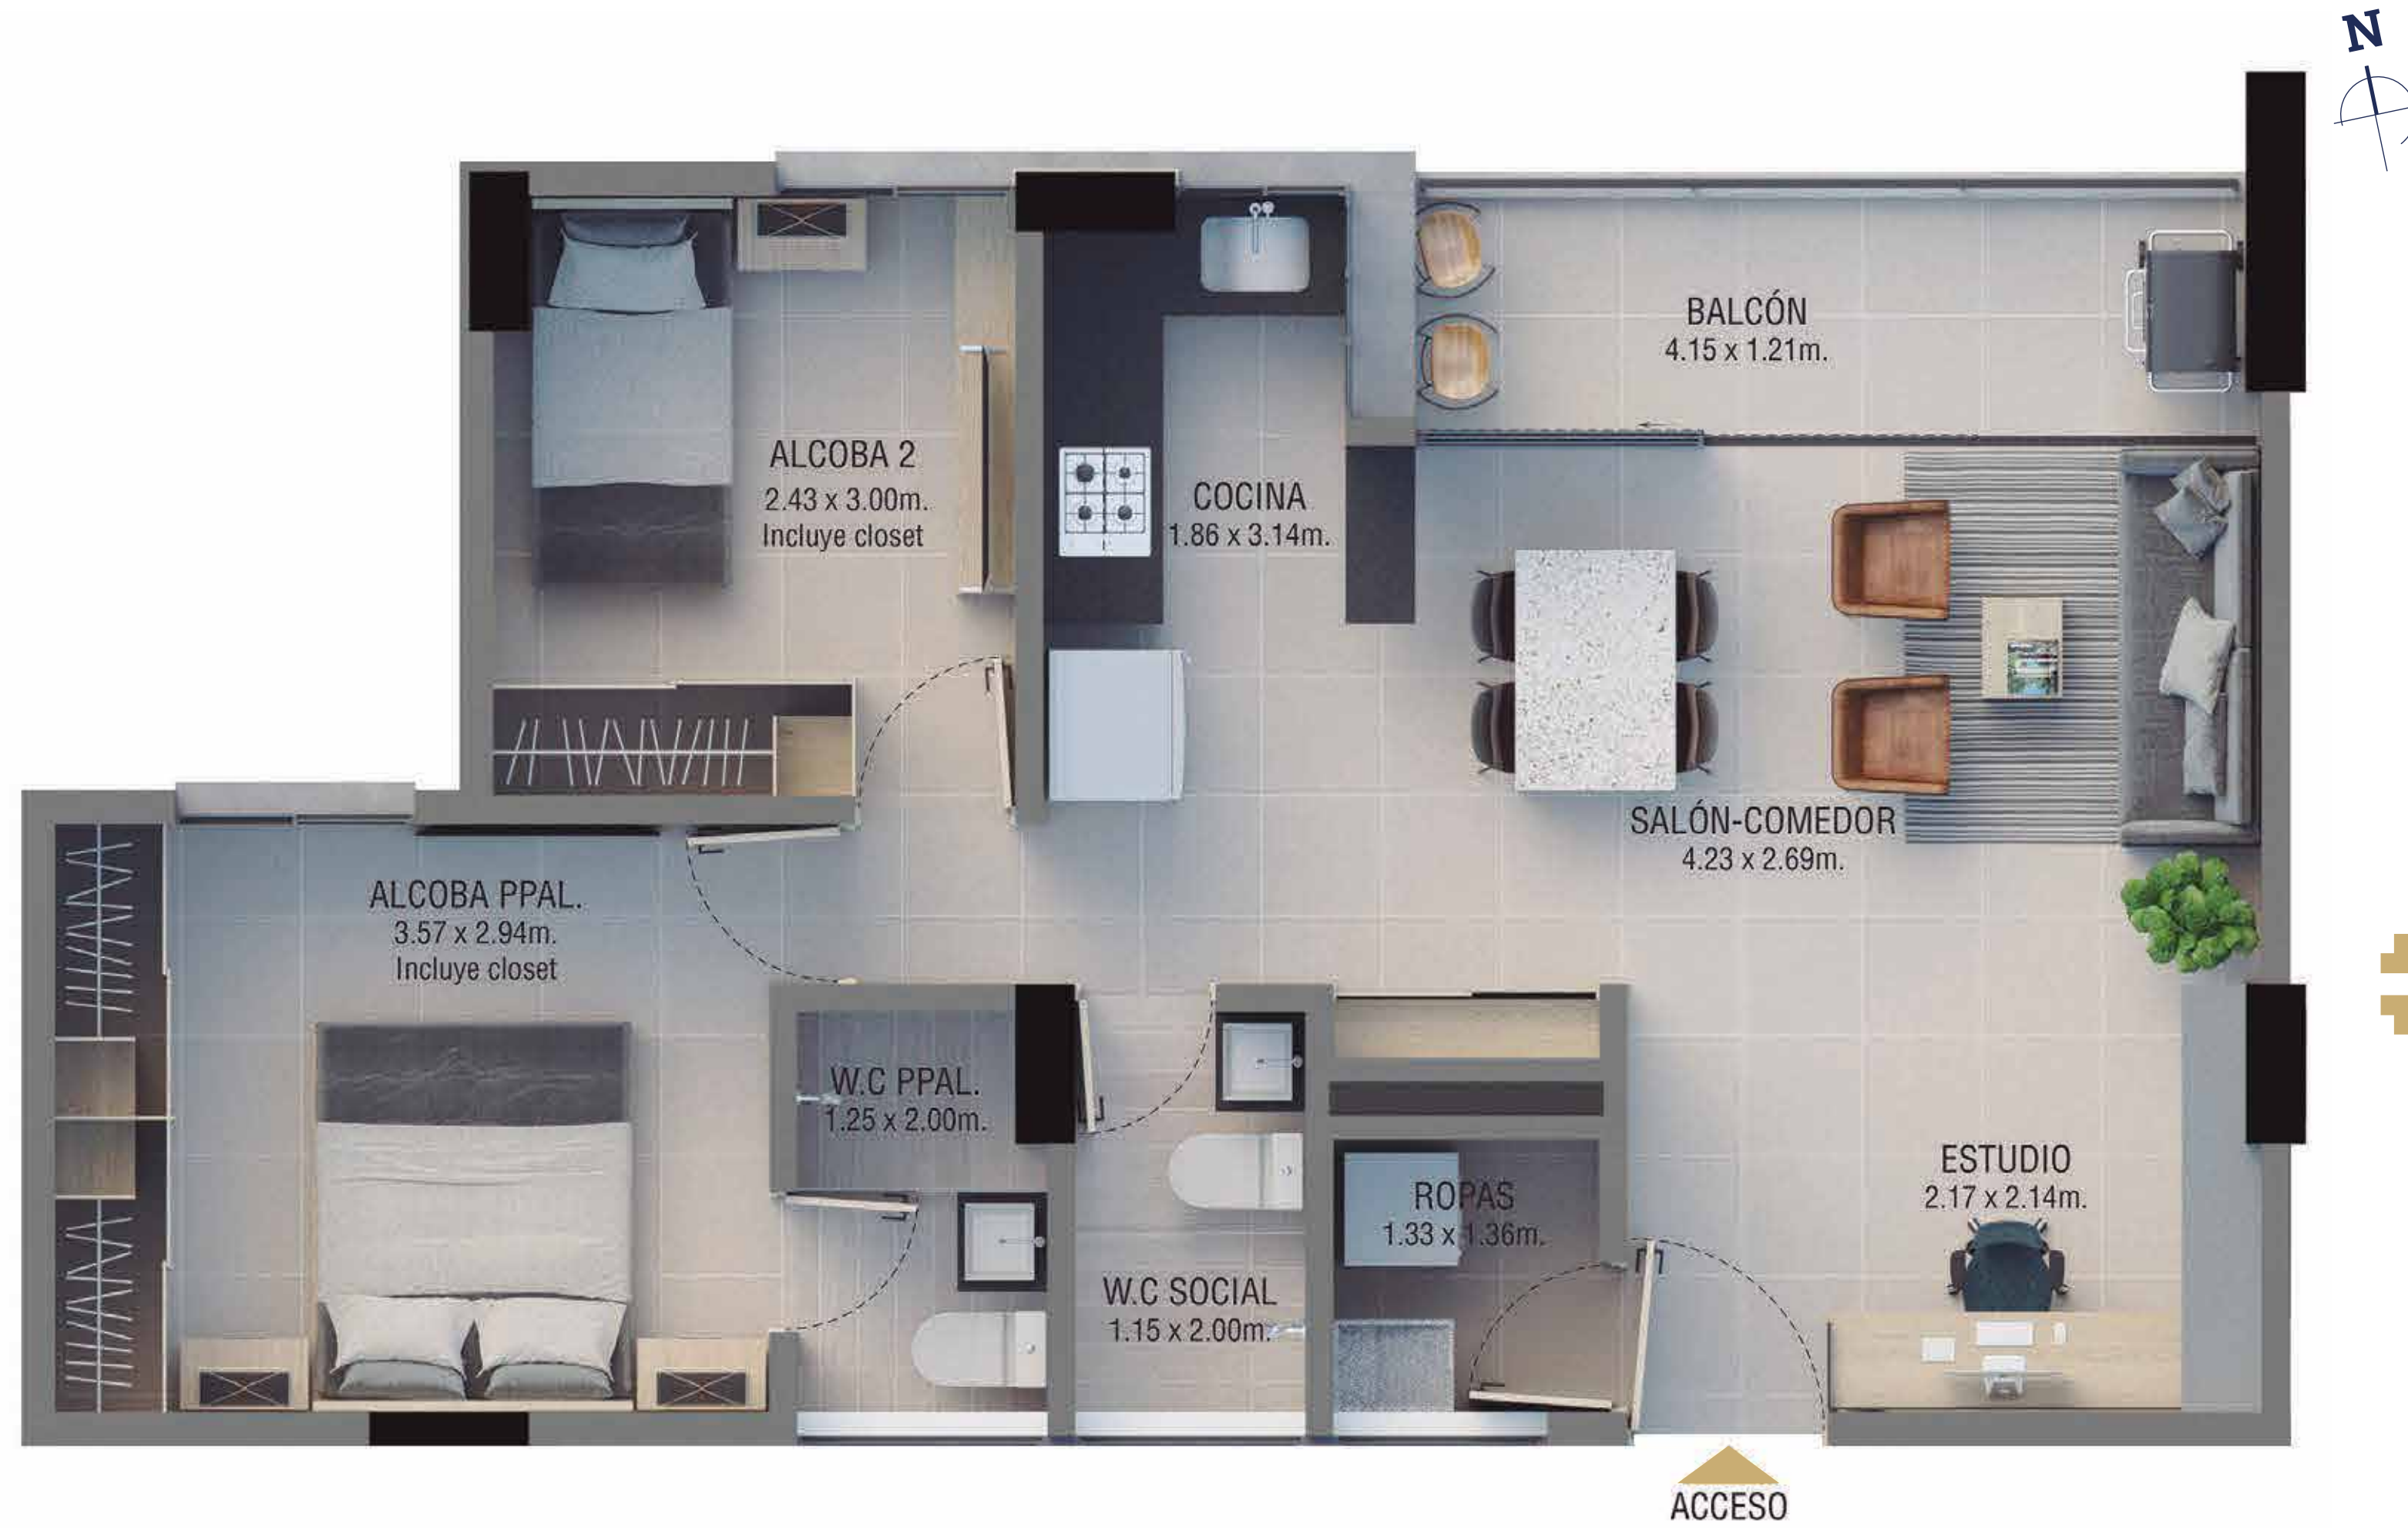 N
BALCÓN
4.15 x 1.21m.
ALCOBA 2
2.43 x 3.00m.
Incluye closet
COCINA
1.86 x 3.14m.
SALÓN-COMEDOR
4.23 x 2.69m.
ALCOBA PPAL.
3.57 x 2.94m.
Incluye closet
W.C PPAL.
1.25 x 2.00m.
ROPAS
1.33 x 1.36m.
ESTUDIO
2.17 x 2.14m.
W.C SOCIAL
1.15 x 2.00m.
ACCESO